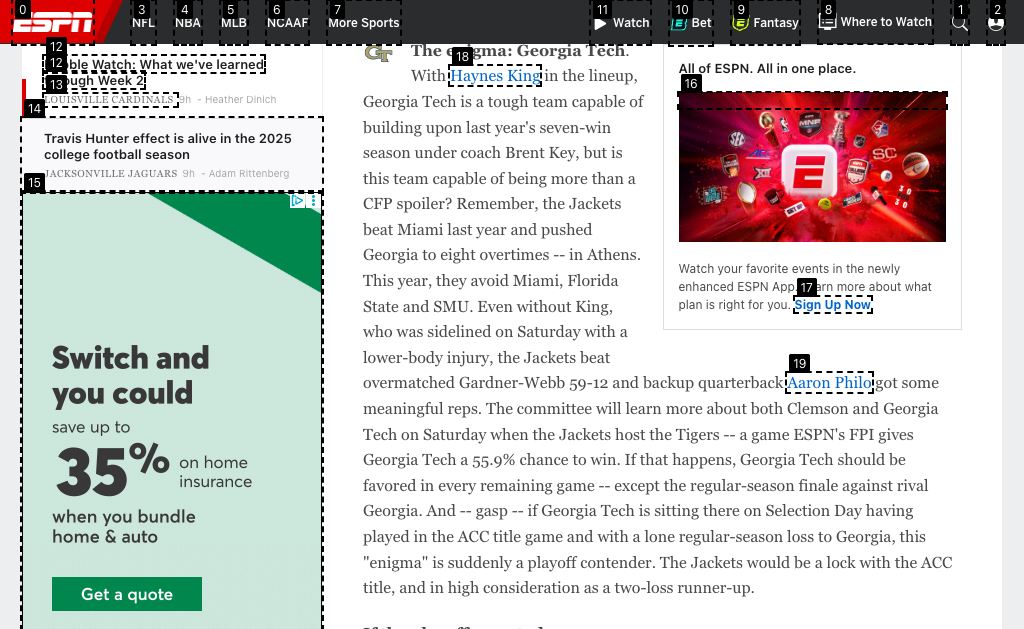 ESPN
NFL
NBA
MLB
NCAAF
More Sports
Watch
Bet
Fantasy
Where to Watch
0
3
4
5
6
7
11
10
9
8
1
2
12
12
ble Watch: What we've learned
ough Week 2
13
LOUISVILLE CARDINALS 9h - Heather Dinich
14
Travis Hunter effect is alive in the 2025
college football season
JACKSONVILLE JAGUARS 9h - Adam Rittenberg
15
Switch and
you could
save up to
35% on home
insurance
when you bundle
home & auto
Get a quote
GT
The enigma: Georgia Tech.
18
With Haynes King in the lineup,
Georgia Tech is a tough team capable of
building upon last year's seven-win
season under coach Brent Key, but is
this team capable of being more than a
CFP spoiler? Remember, the Jackets
beat Miami last year and pushed
Georgia to eight overtimes -- in Athens.
This year, they avoid Miami, Florida
State and SMU. Even without King,
who was sidelined on Saturday with a
lower-body injury, the Jackets beat
overmatched Gardner-Webb 59-12 and backup quarterback Aaron Philo got some
19
meaningful reps. The committee will learn more about both Clemson and Georgia
Tech on Saturday when the Jackets host the Tigers -- a game ESPN's FPI gives
Georgia Tech a 55.9% chance to win. If that happens, Georgia Tech should be
favored in every remaining game -- except the regular-season finale against rival
Georgia. And -- gasp -- if Georgia Tech is sitting there on Selection Day having
played in the ACC title game and with a lone regular-season loss to Georgia, this
"enigma" is suddenly a playoff contender. The Jackets would be a lock with the ACC
title, and in high consideration as a two-loss runner-up.
All of ESPN. All in one place.
16
MNF
SC
E
Watch your favorite events in the newly
enhanced ESPN App. arn more about what
17
plan is right for you. Sign Up Now